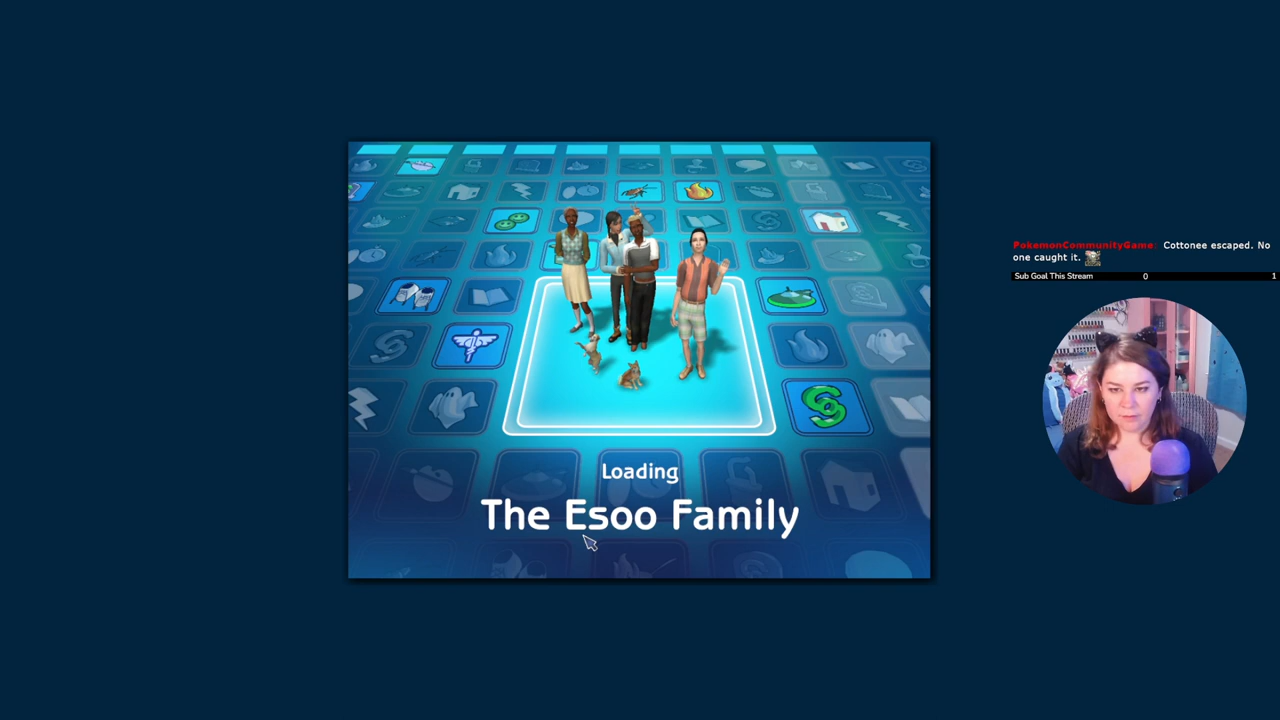 PokemonCommunityGame: Cottonee escaped. No
one caught it.
Sub Goal This Stream 0 1
Loading
The Esoo Family